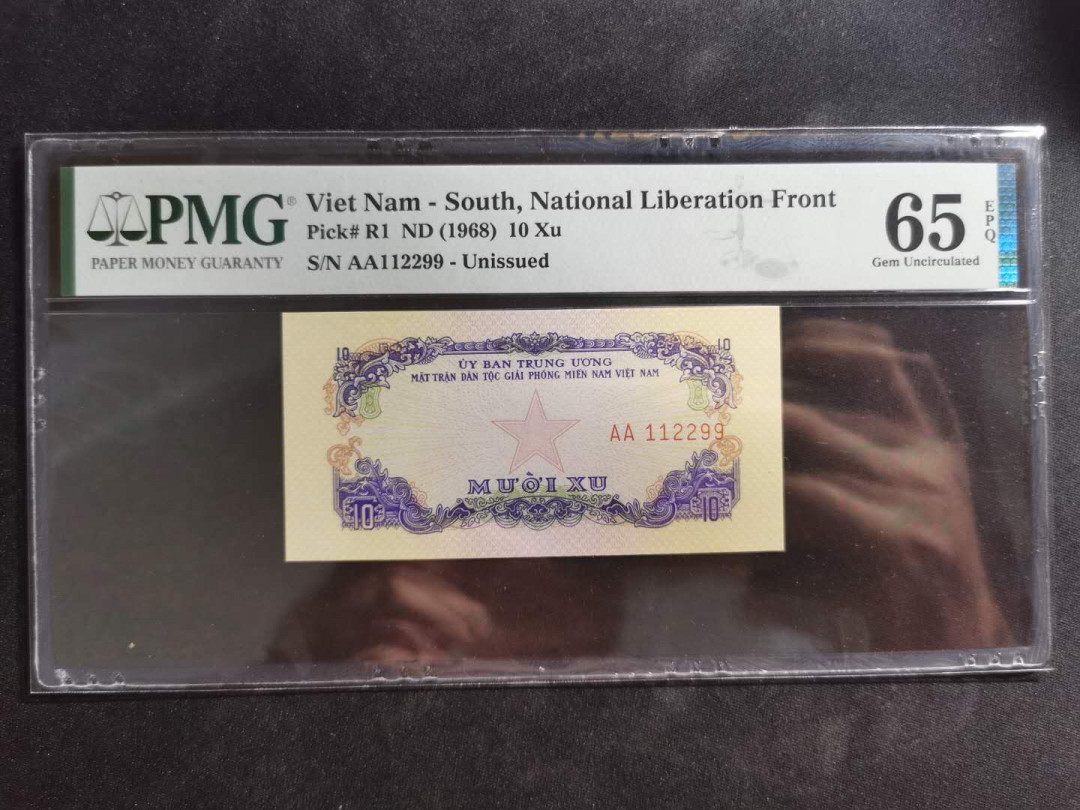 PMG®
PAPER MONEY GUARANTY
Viet Nam - South, National Liberation Front
Pick# R1 ND (1968) 10 Xu
S/N AA112299 - Unissued
65
Gem Uncirculated
EPQ
10
10
ỦY BAN TRUNG ƯƠNG
MẶT TRẬN DÂN TỘC GIẢI PHÓNG MIỀN NAM VIỆT NAM
AA 112299
MƯỜI XU
10
10